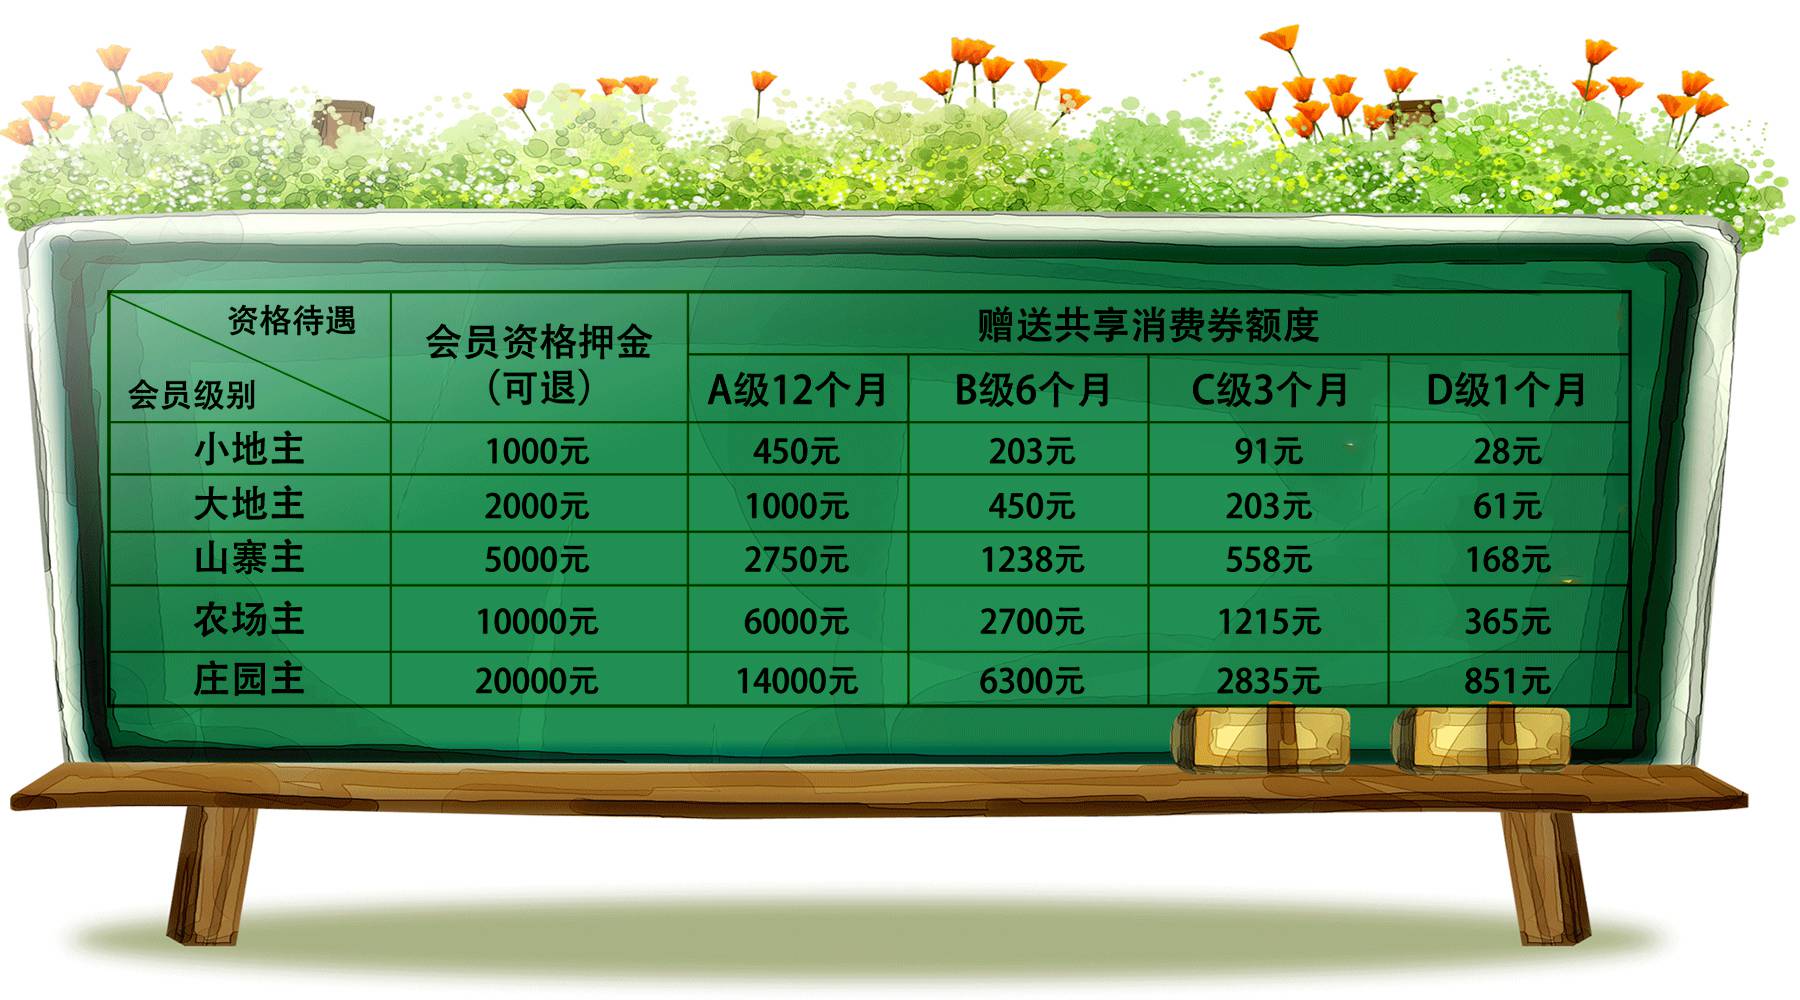 资格待遇
会员级别
会员资格押金
（可退）
赠送共享消费券额度
A级12个月 B级6个月 C级3个月 D级1个月
小地主 1000元 450元 203元 91元 28元
大地主 2000元 1000元 450元 203元 61元
山寨主 5000元 2750元 1238元 558元 168元
农场主 10000元 6000元 2700元 1215元 365元
庄园主 20000元 14000元 6300元 2835元 851元